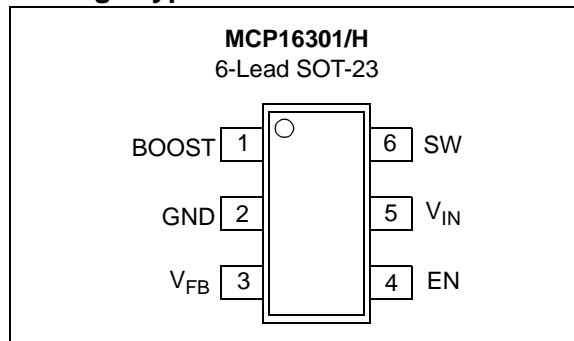 MCP16301/H
6-Lead SOT-23
BOOST 1 6 SW
GND 2 5 VIN
VFB 3 4 EN